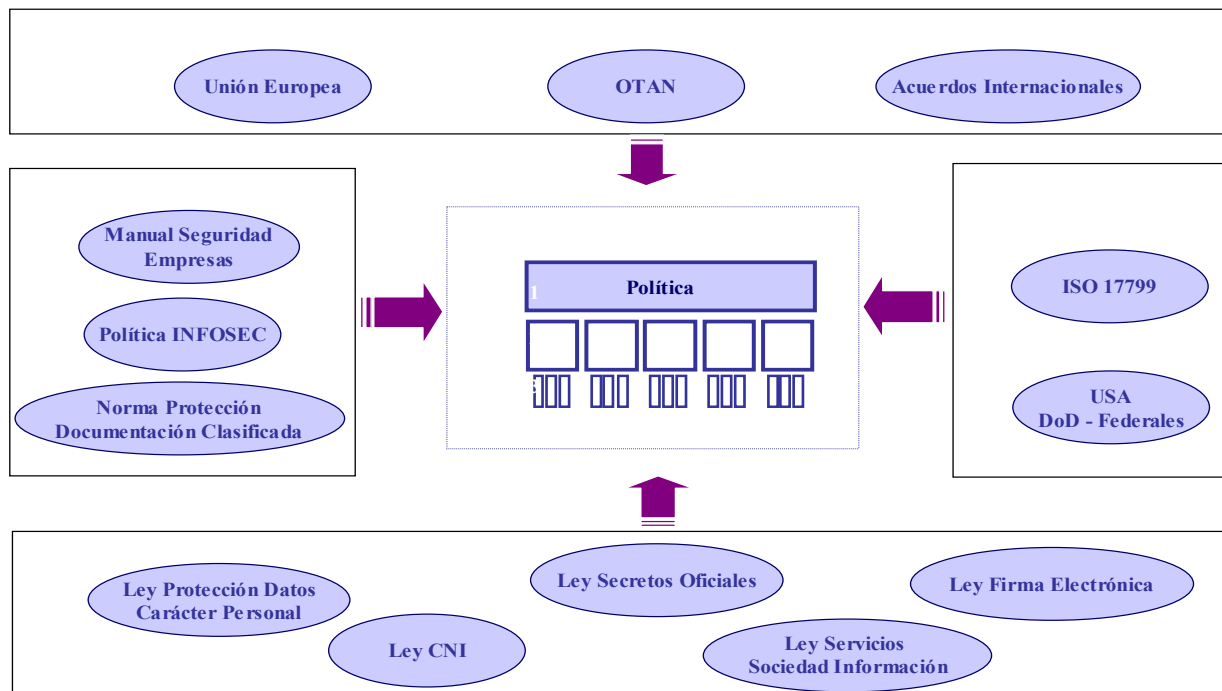 Unión Europea
OTAN
Acuerdos Internacionales
Manual Seguridad
Empresas
Política INFOSEC
Norma Protección
Documentación Clasificada
1
Política
ISO 17799
USA
DoD - Federales
Ley Protección Datos
Carácter Personal
Ley CNI
Ley Secretos Oficiales
Ley Servicios
Sociedad Información
Ley Firma Electrónica